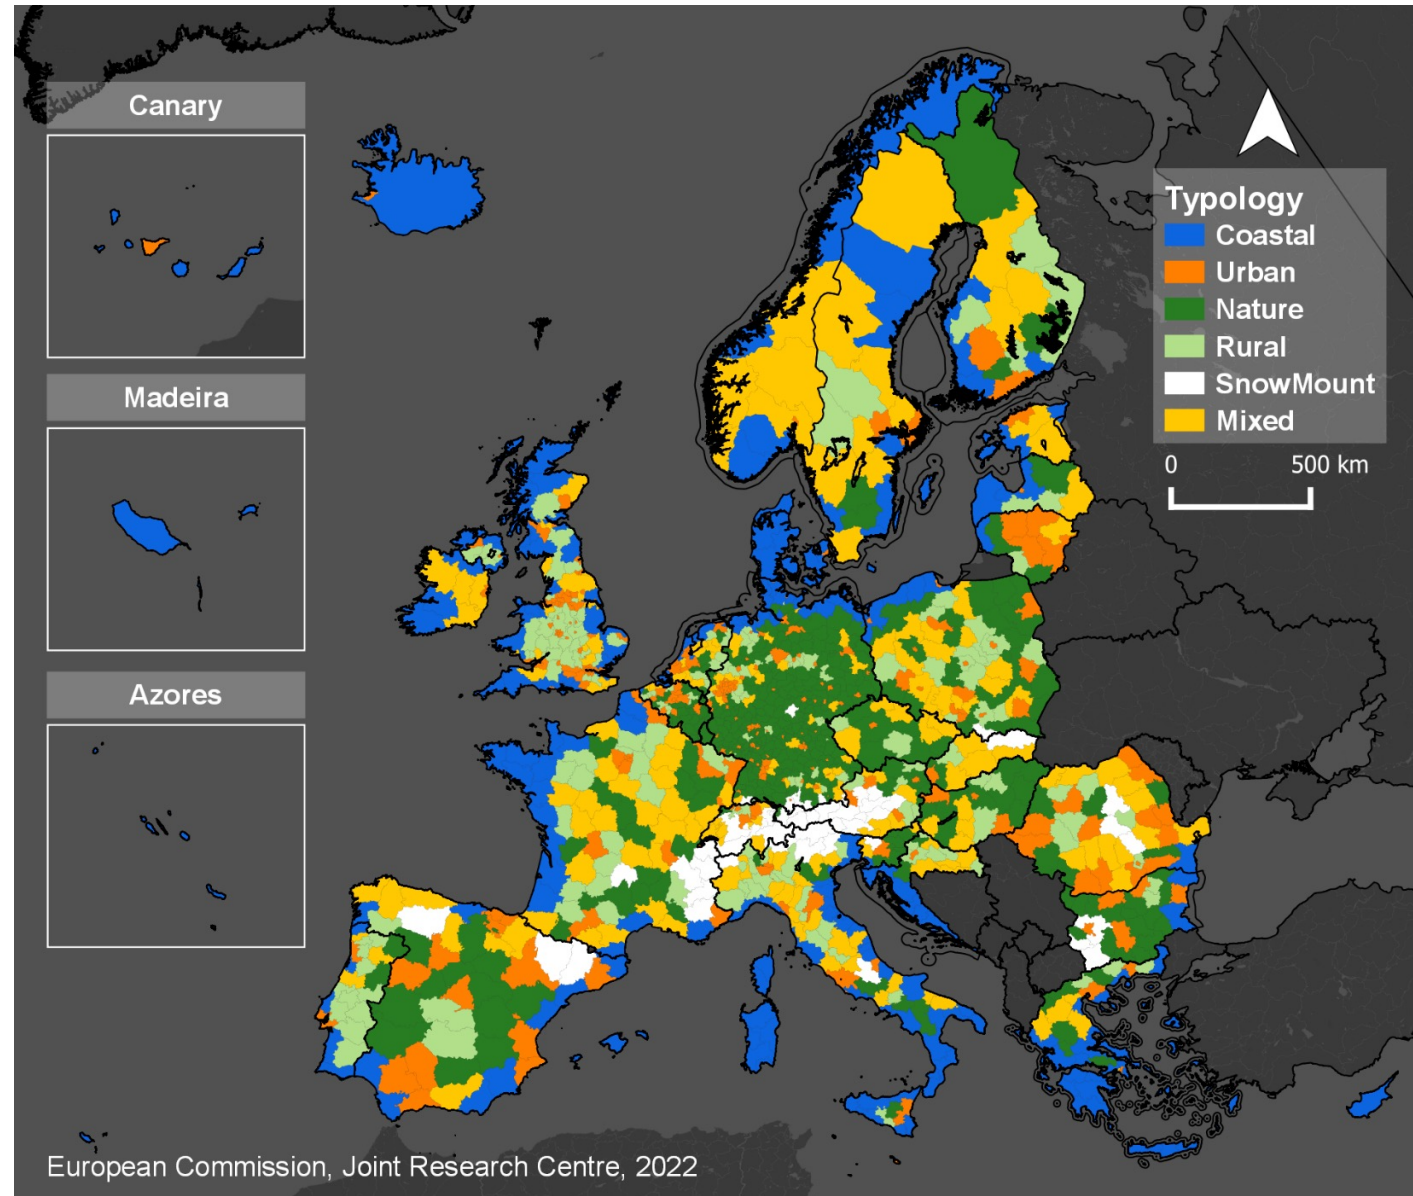 Canary
Madeira
Azores
Typology
Coastal
Urban
Nature
Rural
SnowMount
Mixed
0 500 km
European Commission, Joint Research Centre, 2022